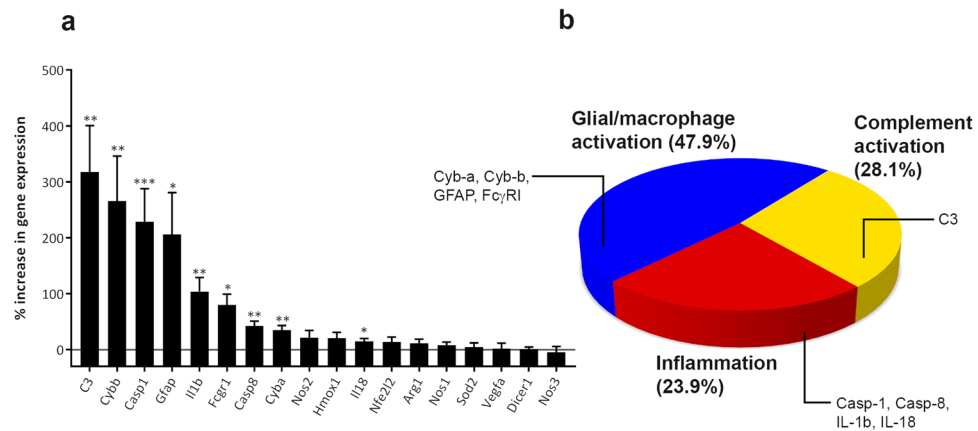 a
b
% increase in gene expression
500
400
300
200
100
0
**
**
***
*
**
*
**
**
*
C3
Cybb
Casp1
Gfap
Il1b
Fcgr1
Casp8
Cyba
Nos2
Hmox1
Il18
Nfe2l2
Arg1
Nos1
Sod2
Vegfa
Dicer1
Nos3
Glial/macrophage
activation (47.9%)
Cyb-a, Cyb-b,
GFAP, FcγRI
Complement
activation
(28.1%)
C3
Inflammation
(23.9%)
Casp-1, Casp-8,
IL-1b, IL-18